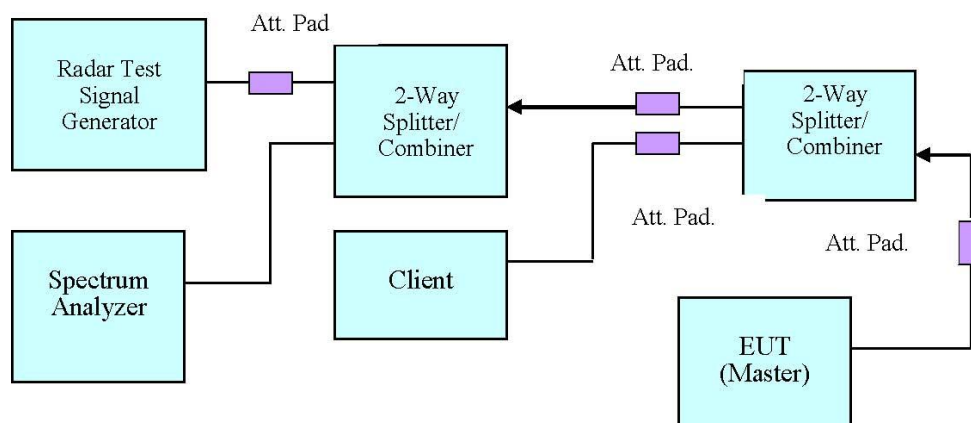 Att. Pad
Radar Test
Signal
Generator
2-Way
Splitter/
Combiner
Att. Pad.
2-Way
Splitter/
Combiner
Att. Pad.
Att. Pad.
Spectrum
Analyzer
Client
EUT
(Master)